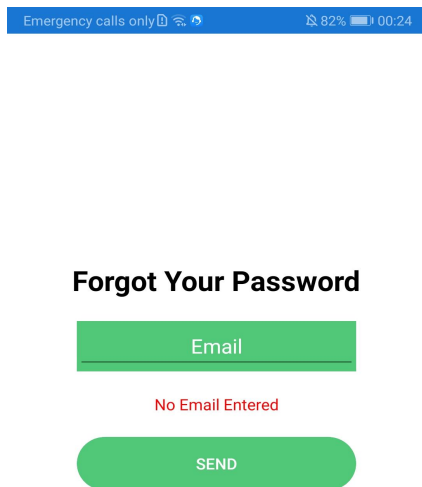 Emergency calls only 82% 00:24
Forgot Your Password
Email
No Email Entered
SEND